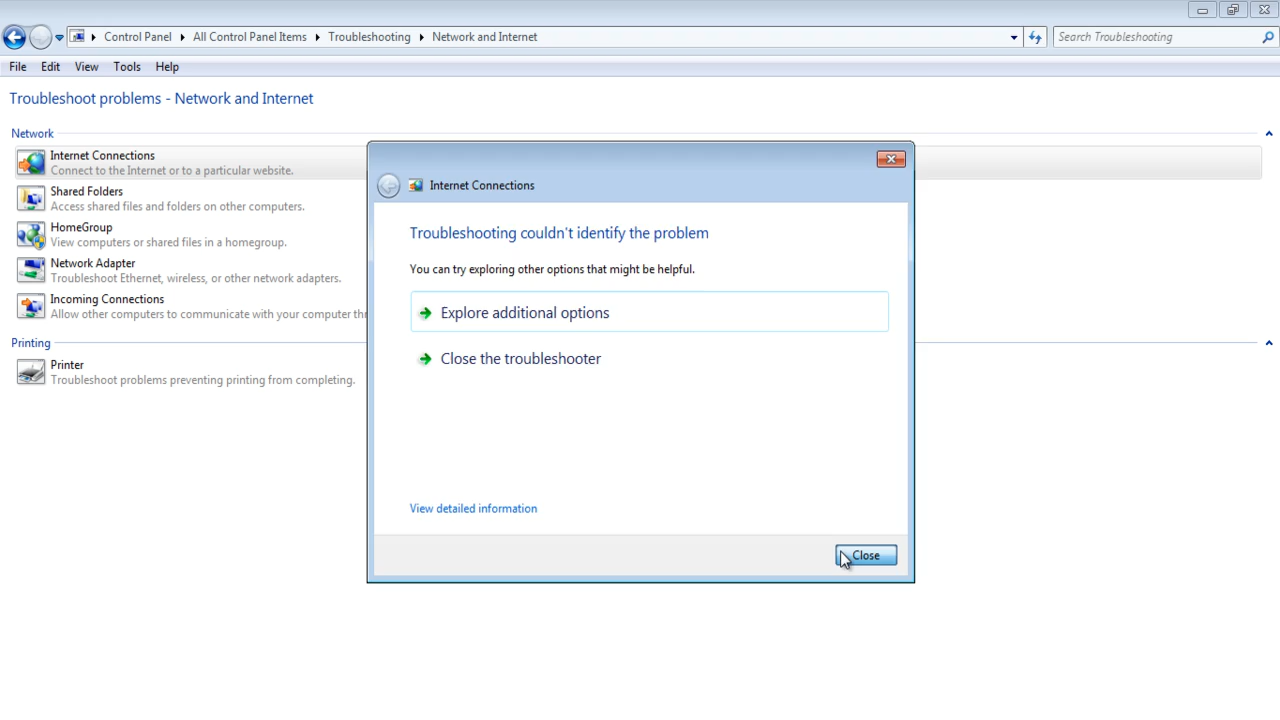 Control Panel All Control Panel Items Troubleshooting Network and Internet
Search Troubleshooting
File Edit View Tools Help
Troubleshoot problems - Network and Internet
Network
Internet Connections
Connect to the Internet or to a particular website.
Shared Folders
Access shared files and folders on other computers.
HomeGroup
View computers or shared files in a homegroup.
Network Adapter
Troubleshoot Ethernet, wireless, or other network adapters.
Incoming Connections
Allow other computers to communicate with your computer thr
Printing
Printer
Troubleshoot problems preventing printing from completing.
Internet Connections
Troubleshooting couldn't identify the problem
You can try exploring other options that might be helpful.
Explore additional options
Close the troubleshooter
View detailed information
Close